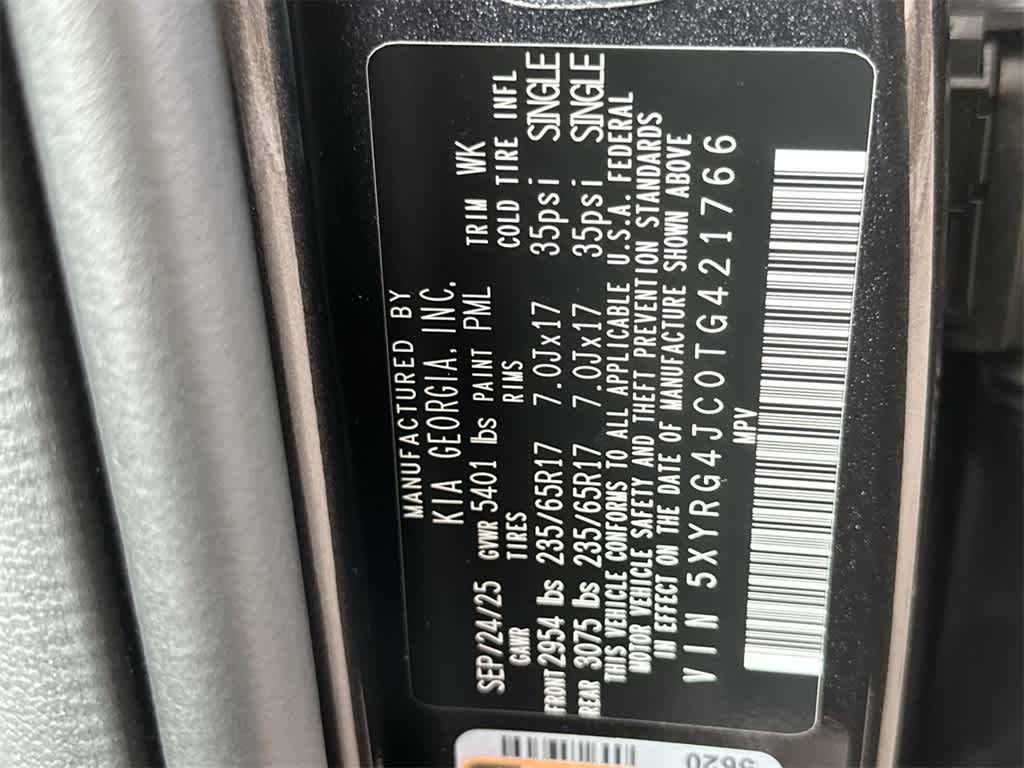 MANUFACTURED BY
KIA GEORGIA, INC.
SEP/24/25 GVWR 5401 lbs PAINT PML TRIM WK
GAWR TIRES RIMS COLD TIRE INFL
FRONT 2954 lbs 235/65R17 7.0Jx17 35psi SINGLE
REAR 3075 lbs 235/65R17 7.0Jx17 35psi SINGLE
THIS VEHICLE CONFORMS TO ALL APPLICABLE U.S.A. FEDERAL
MOTOR VEHICLE SAFETY AND THEFT PREVENTION STANDARDS
IN EFFECT ON THE DATE OF MANUFACTURE SHOWN ABOVE
VIN 5XYRG4JC0TG421766
MPV
5620